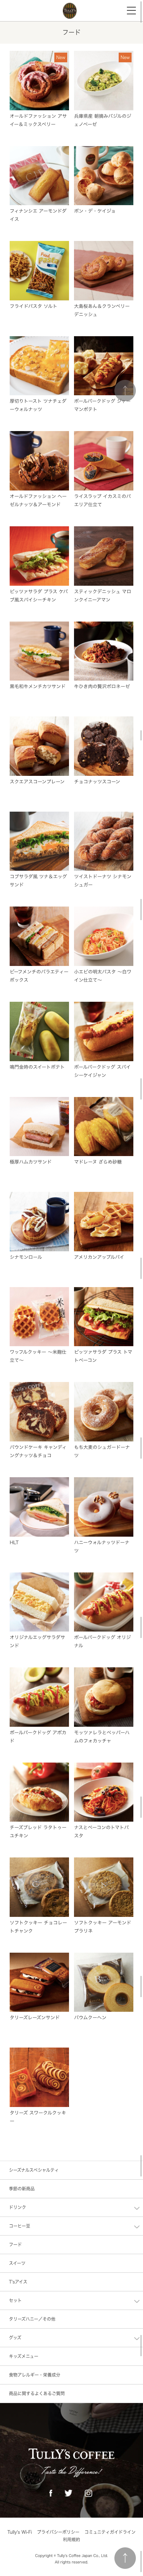 フード
New
New
オールドファッション アサイー&ミックスベリー
兵庫県産 朝摘みバジルのジェノベーゼ
フィナンシェ アーモンドダイス
ポン・デ・ケイジョ
フライドパスタ ソルト
大長桜あん&クランベリーデニッシュ
厚切りトースト ツナチェダーウォルナッツ
ボールパークドッグ
マンポテト
オールドファッション ヘーゼルナッツ&アーモンド
ライスラップ イカスミのパエリア仕立て
ピッツァサラダ プラス ケバブ風スパイシーチキン
スティックデニッシュ マロンクイニーアマン
黒毛和牛メンチカツサンド
牛ひき肉の贅沢ボロネーゼ
スクエアスコーンプレーン
チョコナッツスコーン
コブサラダ風 ツナ&エッグサンド
ツイストドーナツ シナモンシュガー
ビーフメンチのバラエティーボックス
小エビの明太パスタ 〜白ワイン仕立て〜
鳴門金時のスイートポテト
ボールパークドッグ スパイシーケイジャン
極厚ハムカツサンド
マドレーヌ ざらめ砂糖
シナモンロール
アメリカンアップルパイ
ワッフルクッキー 〜米麹仕立て〜
ピッツァサラダ プラス トマトベーコン
パウンドケーキ キャンディングナッツ&チョコ
もち大麦のシュガードーナツ
HLT
ハニーウォルナッツドーナツ
オリジナルエッグサラダサンド
ボールパークドッグ オリジナル
ボールパークドッグ アボカド
モッツァレラとペッパーハムのフォカッチャ
チーズブレッド ラタトゥーユチキン
ナスとベーコンのトマトパスタ
ソフトクッキー チョコレートチャンク
ソフトクッキー アーモンドプラリネ
タリーズレーズンサンド
バウムクーヘン
タリーズ スワークルクッキー
シーズナルスペシャルティ
季節の新商品
ドリンク
コーヒー豆
フード
スイーツ
T'sアイス
セット
タリーズハニー/その他
グッズ
キッズメニュー
食物アレルギー・栄養成分
商品に関するよくあるご質問
TULLY'S COFFEE
Taste the Difference!
Tully's Wi-Fi プライバシーポリシー コミュニティガイドライン
利用規約
Copyright © Tully's Coffee Japan Co., Ltd.
All rights reserved.